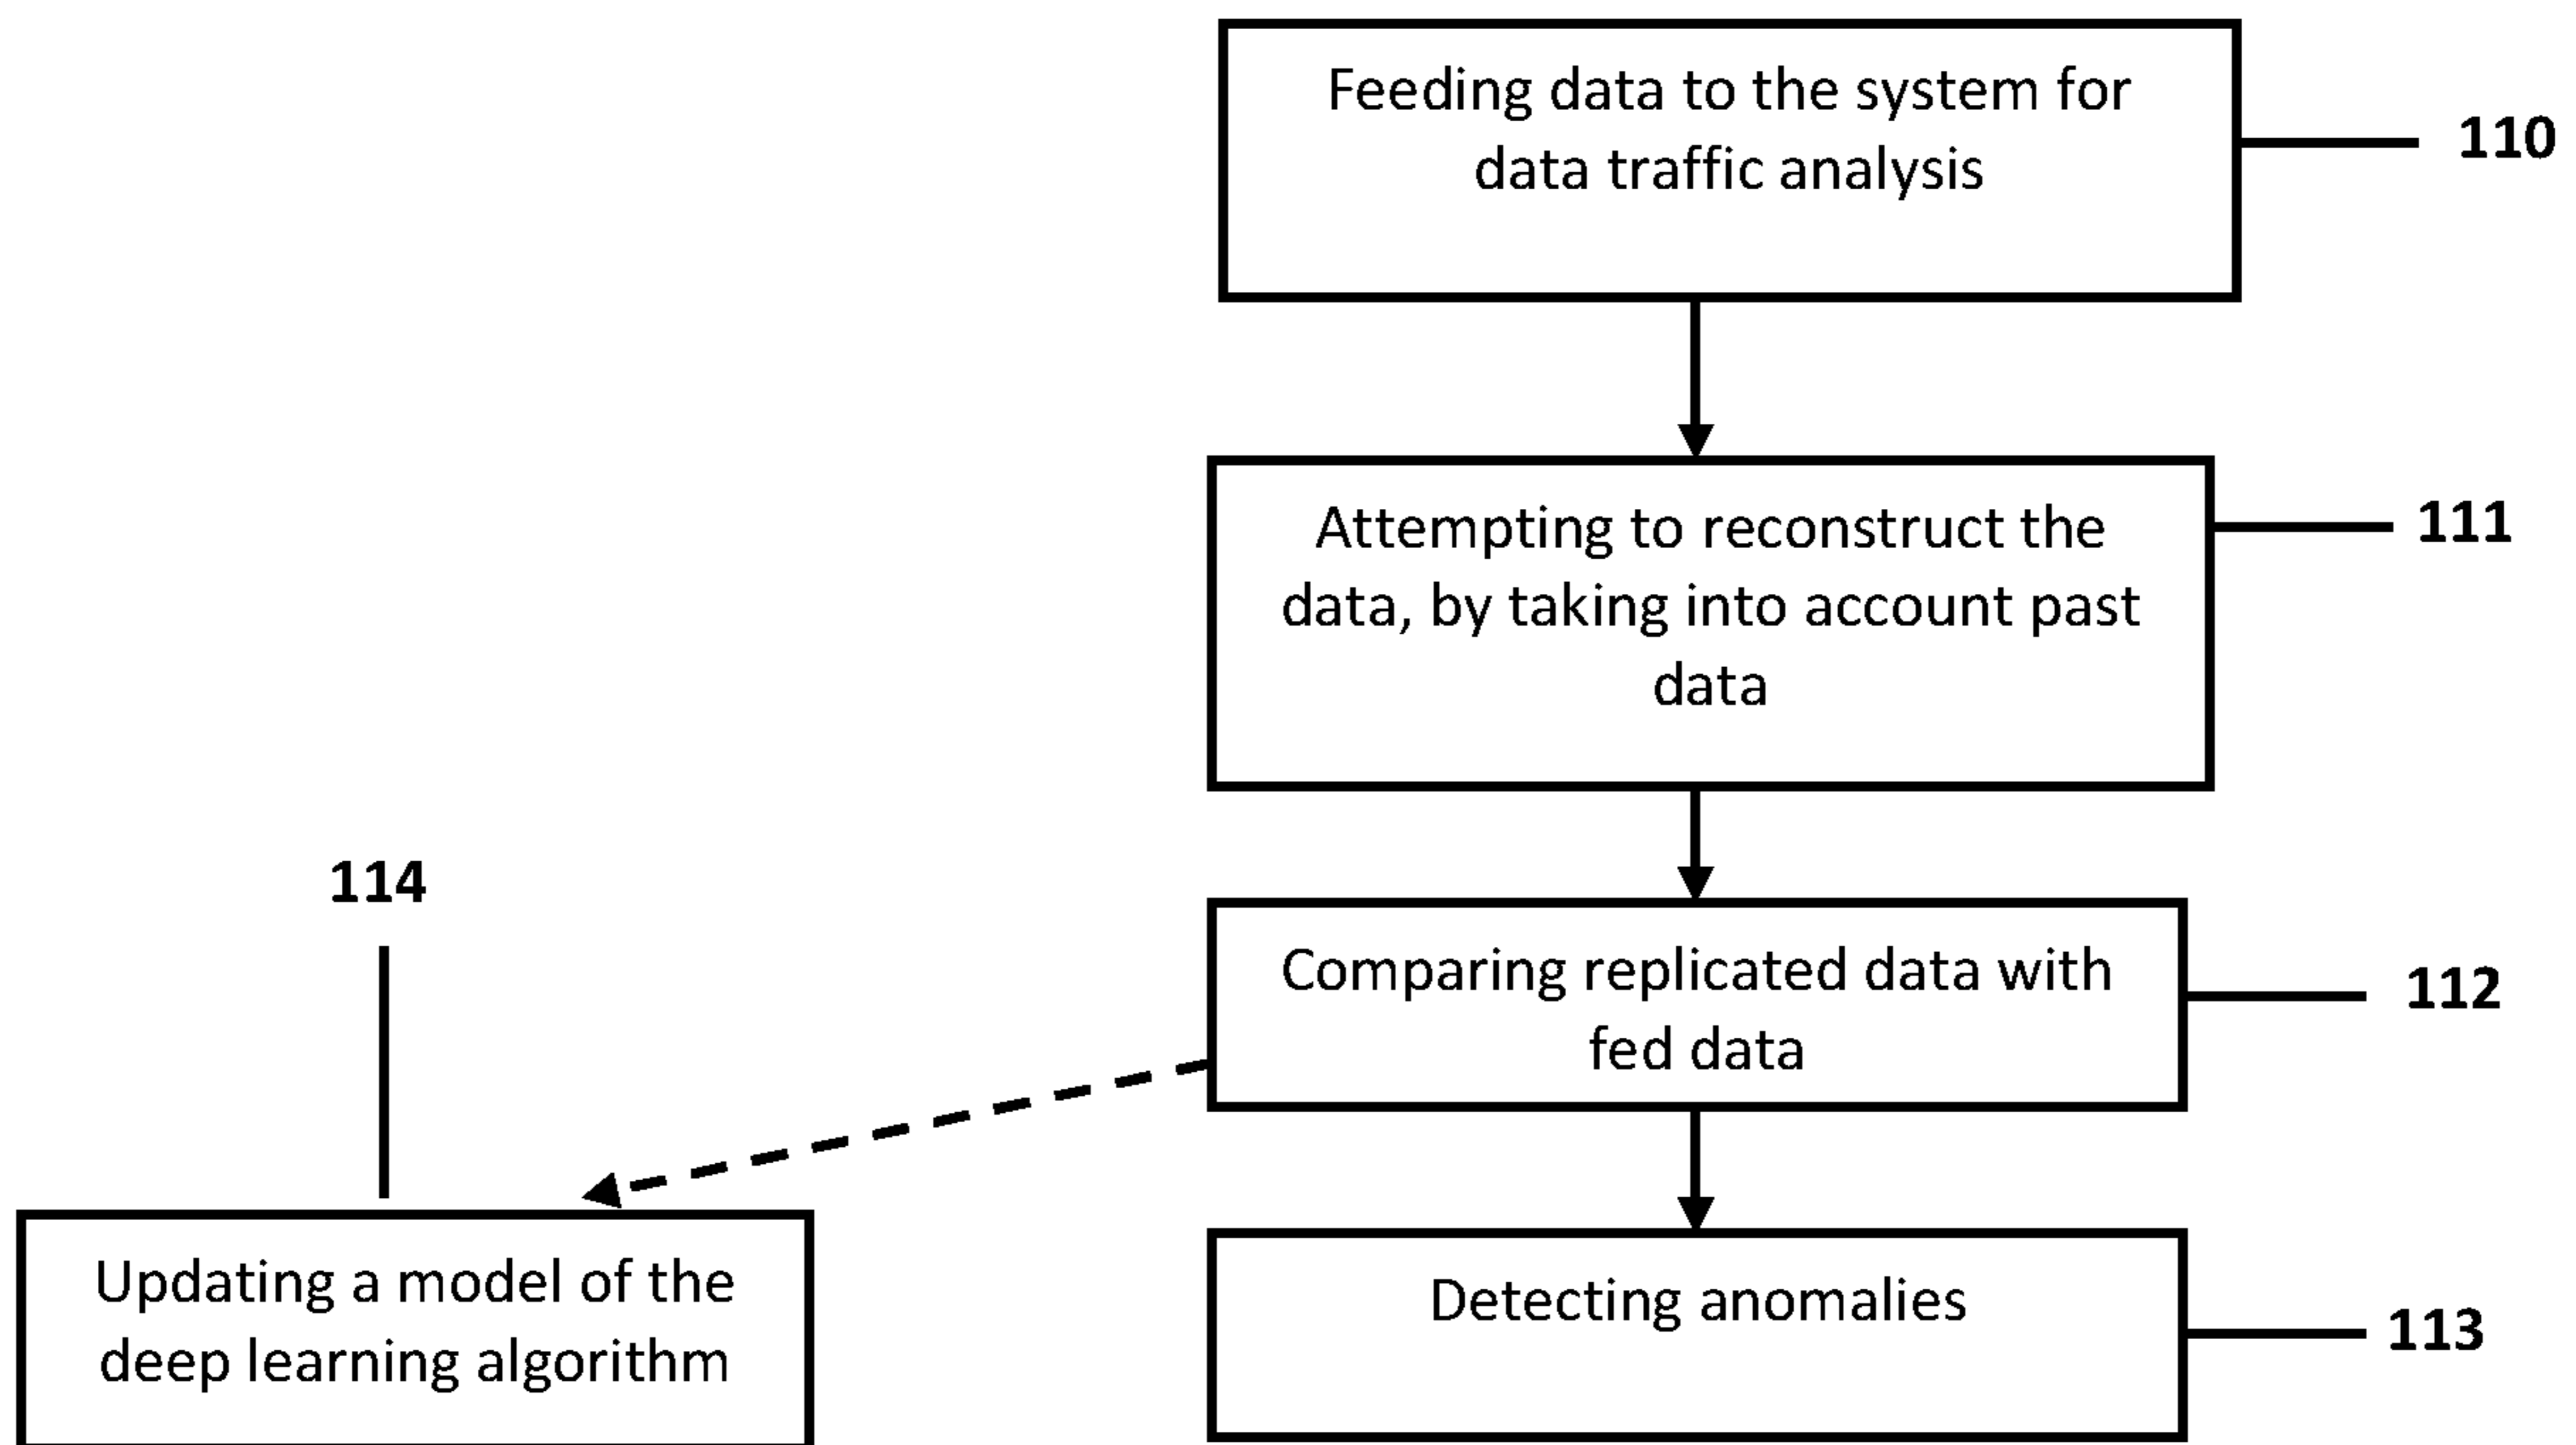 Feeding data to the system for
data traffic analysis
110
Attempting to reconstruct the
data, by taking into account past
data
111
114
Comparing replicated data with
fed data
112
Updating a model of the
deep learning algorithm
Detecting anomalies
113